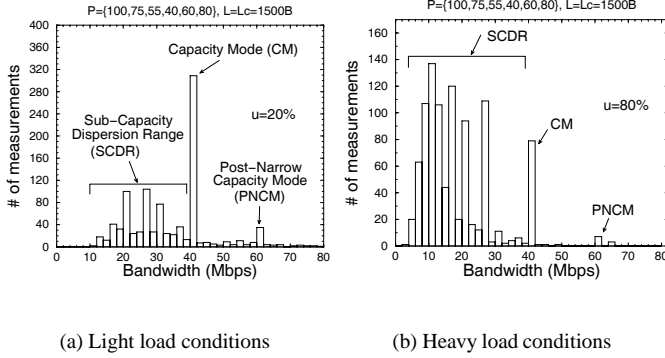 P={100,75,55,40,60,80}, L=Lc=1500B
400
360
320
280
240
200
160
120
80
40
0
# of measurements
Capacity Mode (CM)
u=20%
Sub−Capacity
Dispersion Range
(SCDR)
Post−Narrow
Capacity Mode
(PNCM)
0 10 20 30 40 50 60 70 80
Bandwidth (Mbps)
(a) Light load conditions
P={100,75,55,40,60,80}, L=Lc=1500B
160
140
120
100
80
60
40
20
0
# of measurements
SCDR
u=80%
CM
PNCM
0 10 20 30 40 50 60 70 80
Bandwidth (Mbps)
(b) Heavy load conditions